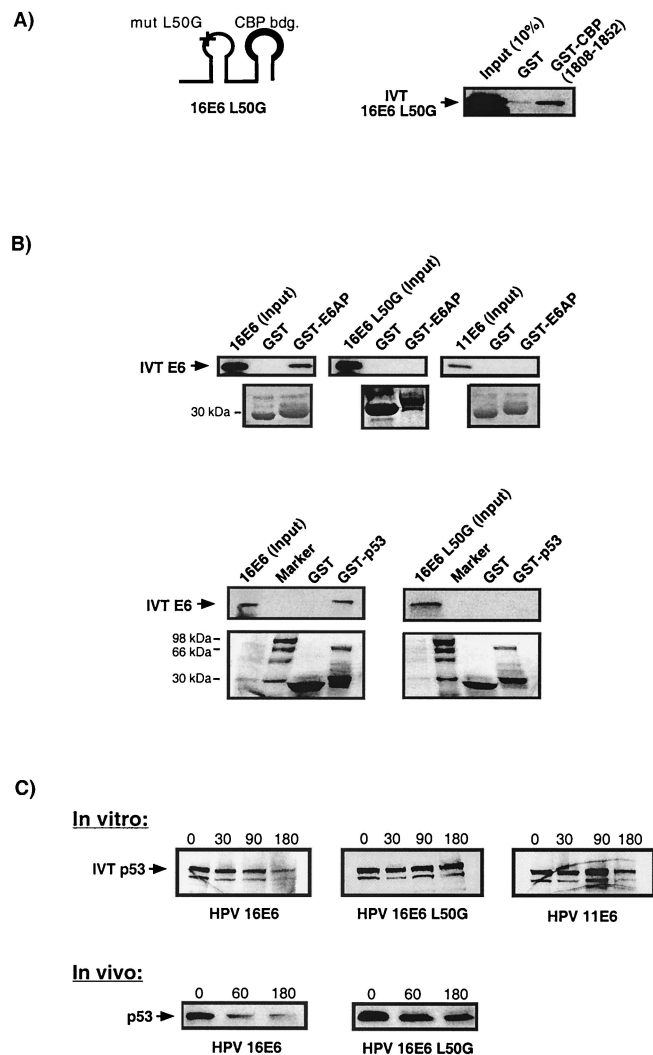 A)
mut L50G CBP bdg.
16E6 L50G
Input (10%)
GST
GST-CBP
(1808-1852)
IVT
16E6 L50G
B)
16E6 (Input)
GST
GST-E6AP
16E6 L50G (Input)
GST
GST-E6AP
11E6 (Input)
GST
GST-E6AP
IVT E6
30 kDa
16E6 (Input)
Marker
GST
GST-p53
16E6 L50G (Input)
Marker
GST
GST-p53
IVT E6
98 kDa
66 kDa
30 kDa
C)
In vitro:
0 30 90 180 0 30 90 180 0 30 90 180
IVT p53
HPV 16E6 HPV 16E6 L50G HPV 11E6
In vivo:
0 60 180 0 60 180
p53
HPV 16E6 HPV 16E6 L50G